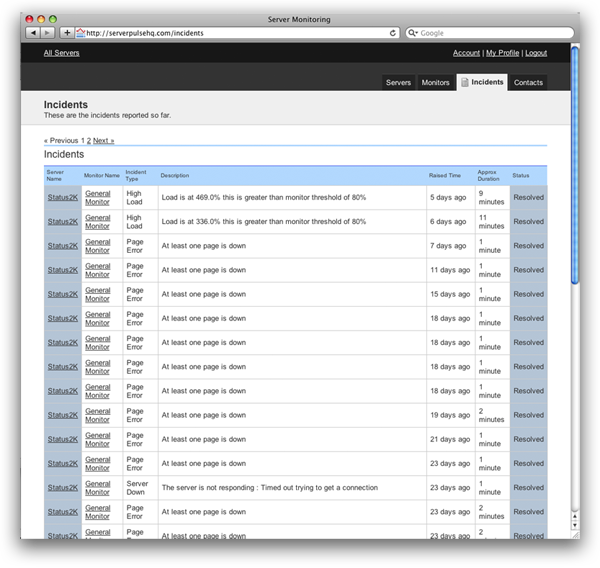 Server Monitoring
http://serverpulsehq.com/incidents
Google
All Servers
Account | My Profile | Logout
Servers Monitors Incidents Contacts
Incidents
These are the incidents reported so far.
« Previous 1 2 Next »
Incidents
Server Name Monitor Name Incident Type Description Raised Time Approx Duration Status
Status2K General Monitor High Load Load is at 469.0% this is greater than monitor threshold of 80% 5 days ago 9 minutes Resolved
Status2K General Monitor High Load Load is at 336.0% this is greater than monitor threshold of 80% 6 days ago 11 minutes Resolved
Status2K General Monitor Page Error At least one page is down 7 days ago 1 minute Resolved
Status2K General Monitor Page Error At least one page is down 11 days ago 1 minute Resolved
Status2K General Monitor Page Error At least one page is down 15 days ago 1 minute Resolved
Status2K General Monitor Page Error At least one page is down 18 days ago 1 minute Resolved
Status2K General Monitor Page Error At least one page is down 18 days ago 1 minute Resolved
Status2K General Monitor Page Error At least one page is down 18 days ago 1 minute Resolved
Status2K General Monitor Page Error At least one page is down 18 days ago 1 minute Resolved
Status2K General Monitor Page Error At least one page is down 19 days ago 2 minutes Resolved
Status2K General Monitor Page Error At least one page is down 21 days ago 1 minute Resolved
Status2K General Monitor Page Error At least one page is down 23 days ago 1 minute Resolved
Status2K General Monitor Server Down The server is not responding : Timed out trying to get a connection 23 days ago 1 minute Resolved
Status2K General Monitor Page Error At least one page is down 23 days ago 2 minutes Resolved
Status2K General Monitor Page Error At least one page is down 23 days ago 2 minutes Resolved